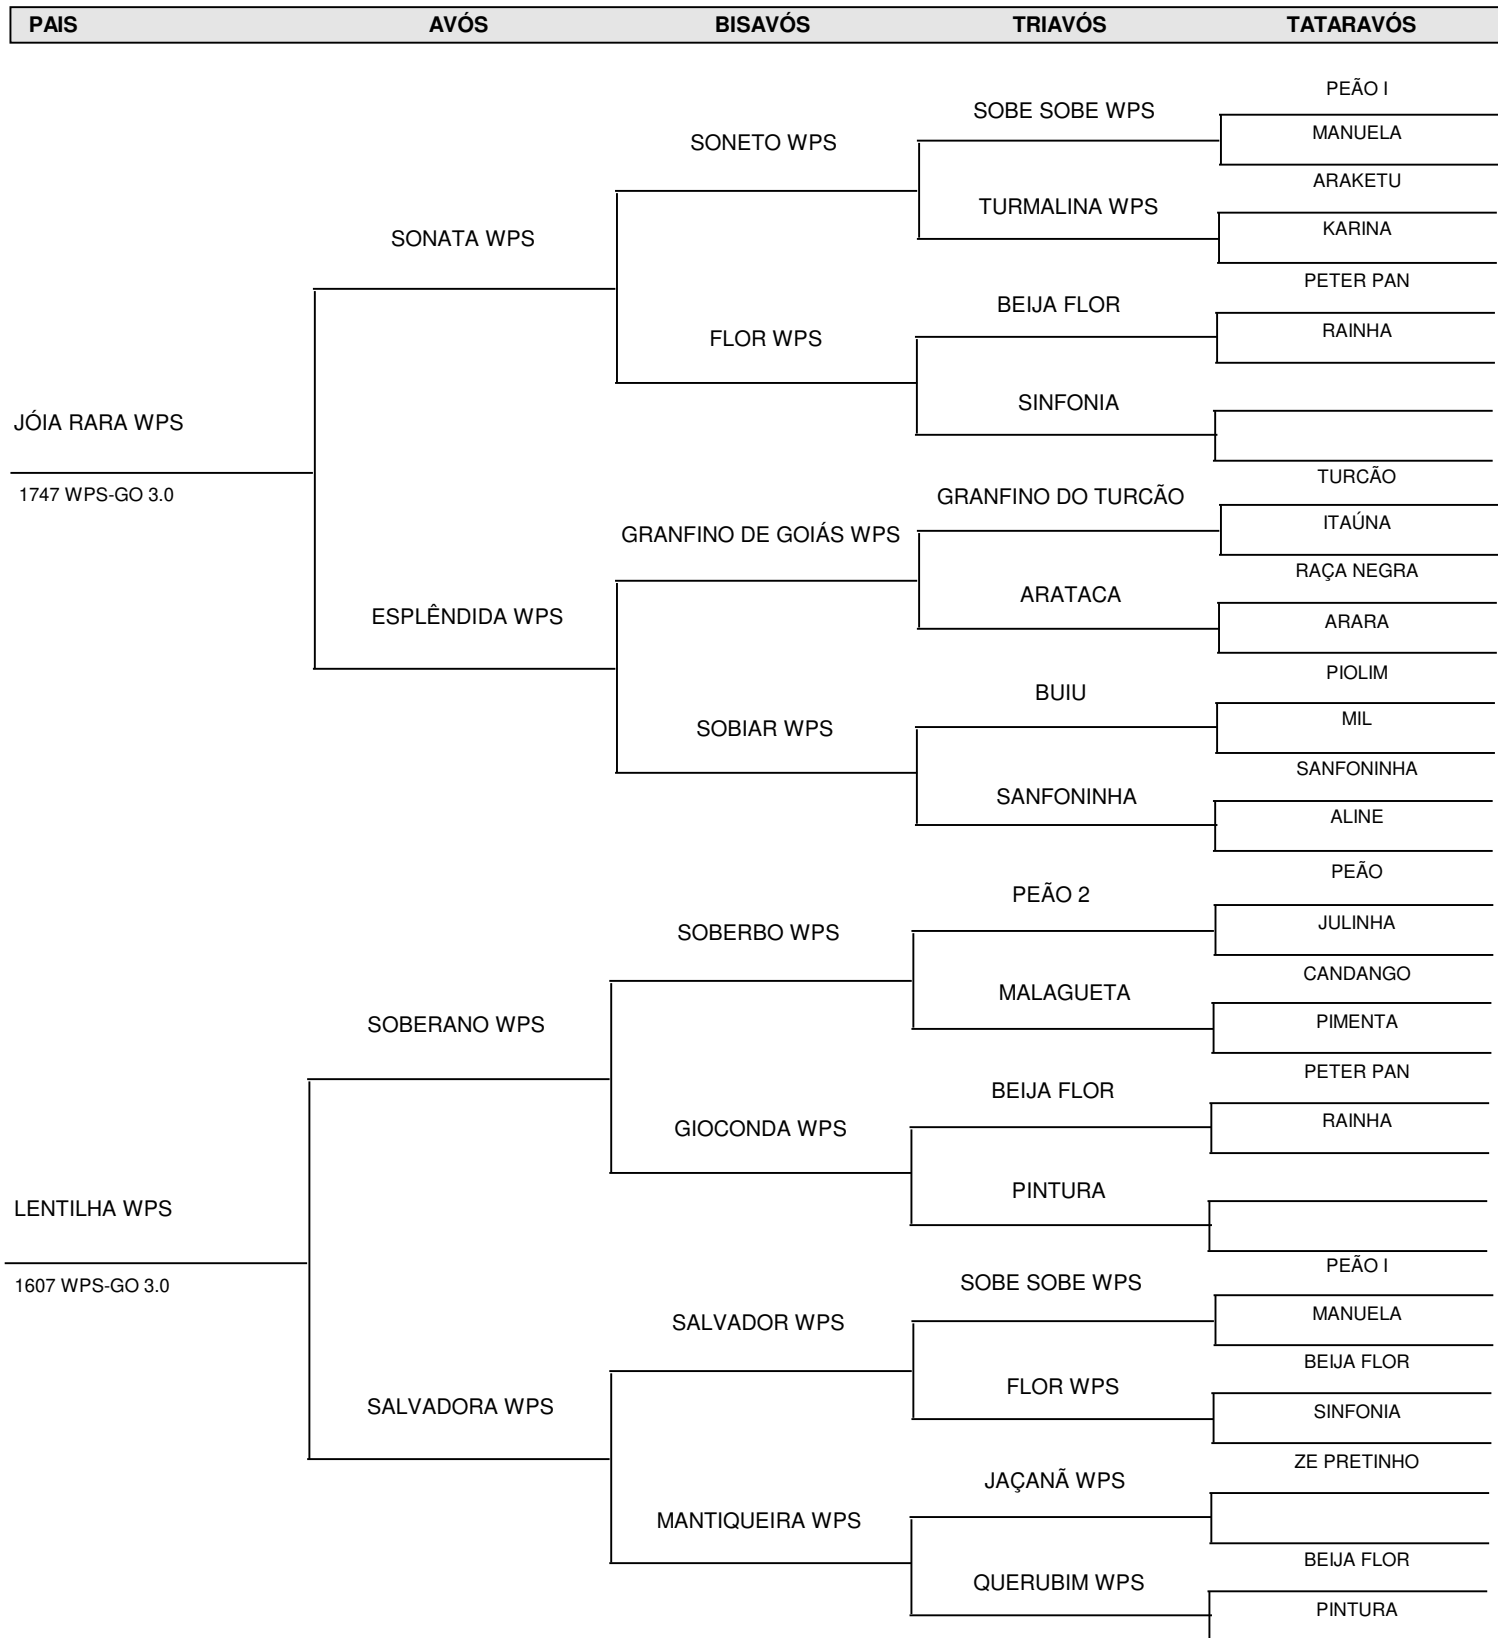 PAIS AVÓS BISAVÓS TRIAVÓS TATARAVÓS
PEÃO I
SOBE SOBE WPS
MANUELA
SONETO WPS
ARAKETU
TURMALINA WPS
KARINA
SONATA WPS
PETER PAN
BEIJA FLOR
RAINHA
FLOR WPS
SINFONIA
JÓIA RARA WPS
TURCÃO
1747 WPS-GO 3.0
GRANFINO DO TURCÃO
ITAÚNA
GRANFINO DE GOIÁS WPS
RAÇA NEGRA
ARATACA
ESPLÊNDIDA WPS
ARARA
PIOLIM
BUIU
MIL
SOBIAR WPS
SANFONINHA
SANFONINHA
ALINE
PEÃO
PEÃO 2
JULINHA
SOBERBO WPS
CANDANGO
MALAGUETA
PIMENTA
SOBERANO WPS
PETER PAN
BEIJA FLOR
RAINHA
GIOCONDA WPS
PINTURA
LENTILHA WPS
PEÃO I
SOBE SOBE WPS
1607 WPS-GO 3.0
MANUELA
SALVADOR WPS
BEIJA FLOR
FLOR WPS
SALVADORA WPS
SINFONIA
ZE PRETINHO
JAÇANÃ WPS
MANTIQUEIRA WPS
BEIJA FLOR
QUERUBIM WPS
PINTURA